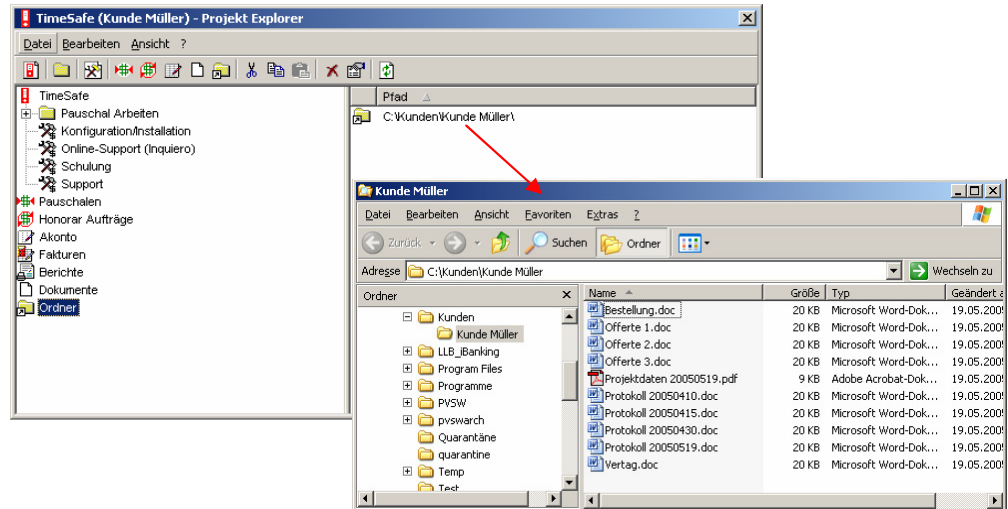 TimeSafe (Kunde Müller) - Projekt Explorer
Datei Bearbeiten Ansicht ?
TimeSafe
Pauschal Arbeiten
Konfiguration/Installation
Online-Support (Inquiero)
Schulung
Support
Pauschalen
Honorar Aufträge
Akonto
Fakturen
Berichte
Dokumente
Ordner
Pfad
C:\Kunden\Kunde Müller\
Kunde Müller
Datei Bearbeiten Ansicht Favoriten Extras ?
Zurück Suchen Ordner
Adresse C:\Kunden\Kunde Müller Wechseln zu
Ordner
Kunden
Kunde Müller
LLB_iBanking
Program Files
Programme
PVSW
pvswarch
Quarantäne
quarantine
Temp
Test
Name Größe Typ Geändert a
Bestellung.doc 20 KB Microsoft Word-Dok... 19.05.200
Offerte 1.doc 20 KB Microsoft Word-Dok... 19.05.200
Offerte 2.doc 20 KB Microsoft Word-Dok... 19.05.200
Offerte 3.doc 20 KB Microsoft Word-Dok... 19.05.200
Projektdaten 20050519.pdf 9 KB Adobe Acrobat-Dok... 19.05.200
Protokoll 20050410.doc 20 KB Microsoft Word-Dok... 19.05.200
Protokoll 20050415.doc 20 KB Microsoft Word-Dok... 19.05.200
Protokoll 20050430.doc 20 KB Microsoft Word-Dok... 19.05.200
Protokoll 20050519.doc 20 KB Microsoft Word-Dok... 19.05.200
Vertag.doc 20 KB Microsoft Word-Dok... 19.05.200